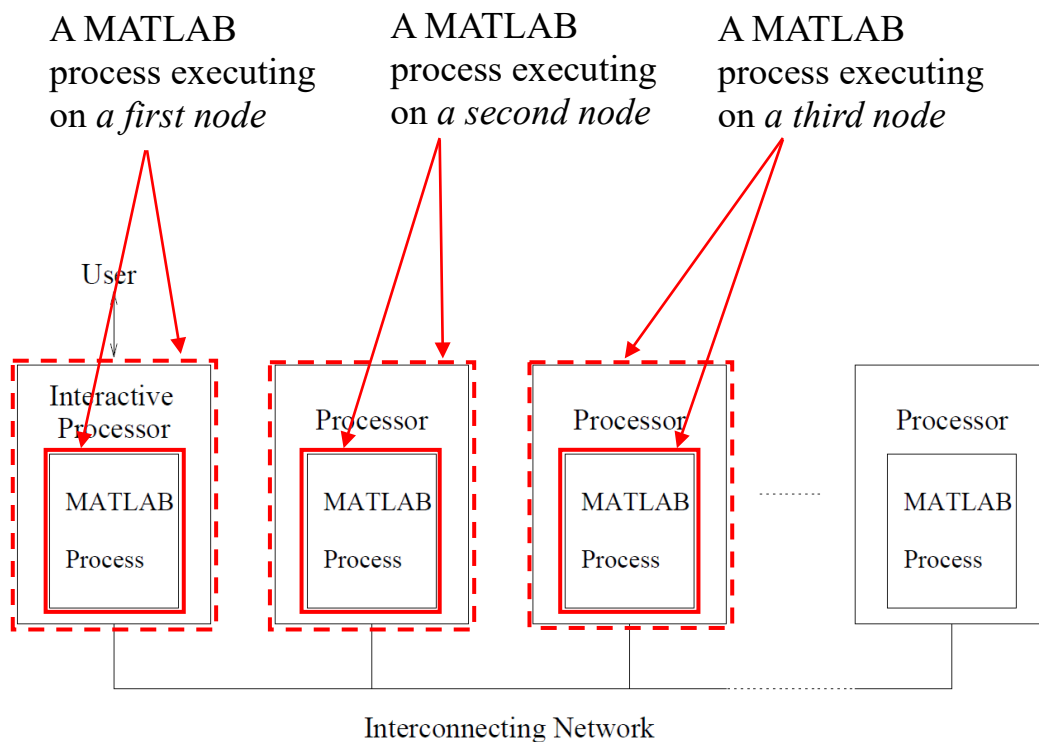 A MATLAB
process executing
on a first node
A MATLAB
process executing
on a second node
A MATLAB
process executing
on a third node
User
Interactive
Processor
MATLAB
Process
Processor
MATLAB
Process
Processor
MATLAB
Process
Processor
MATLAB
Process
Interconnecting Network